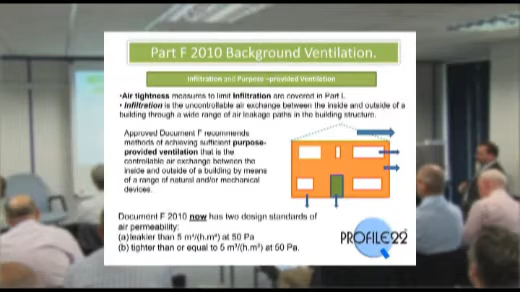 Part F 2010 Background Ventilation.
Infiltration and Purpose –provided Ventilation
•Air tightness measures to limit Infiltration are covered in Part L
• Infiltration is the uncontrollable air exchange between the inside and outside of a
building through a wide range of air leakage paths in the building structure.
Approved Document F recommends
methods of achieving sufficient purpose-
provided ventilation that is the
controllable air exchange between the
inside and outside of a building by means
of a range of natural and/or mechanical
devices.
Document F 2010 now has two design standards of
air permeability:
(a)leakier than 5 m³/(h.m²) at 50 Pa
(b) tighter than or equal to 5 m³/(h.m²) at 50 Pa.
PROFILE22